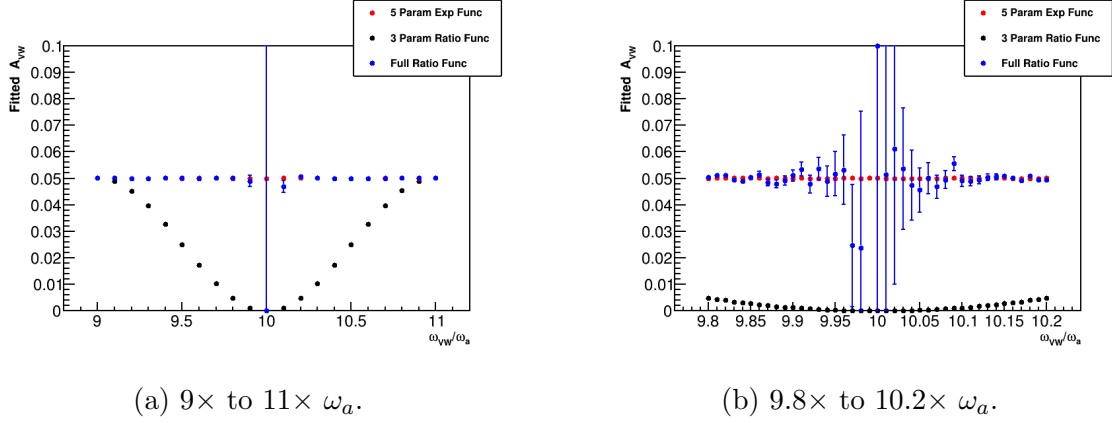 5 Param Exp Func
3 Param Ratio Func
Full Ratio Func
Fitted A_VW
0.1
0.09
0.08
0.07
0.06
0.05
0.04
0.03
0.02
0.01
0
9 9.5 10 10.5 11
ω_VW/ω_a
(a) 9× to 11× ω_a.
5 Param Exp Func
3 Param Ratio Func
Full Ratio Func
Fitted A_VW
0.1
0.09
0.08
0.07
0.06
0.05
0.04
0.03
0.02
0.01
0
9.8 9.85 9.9 9.95 10 10.05 10.1 10.15 10.2
ω_VW/ω_a
(b) 9.8× to 10.2× ω_a.